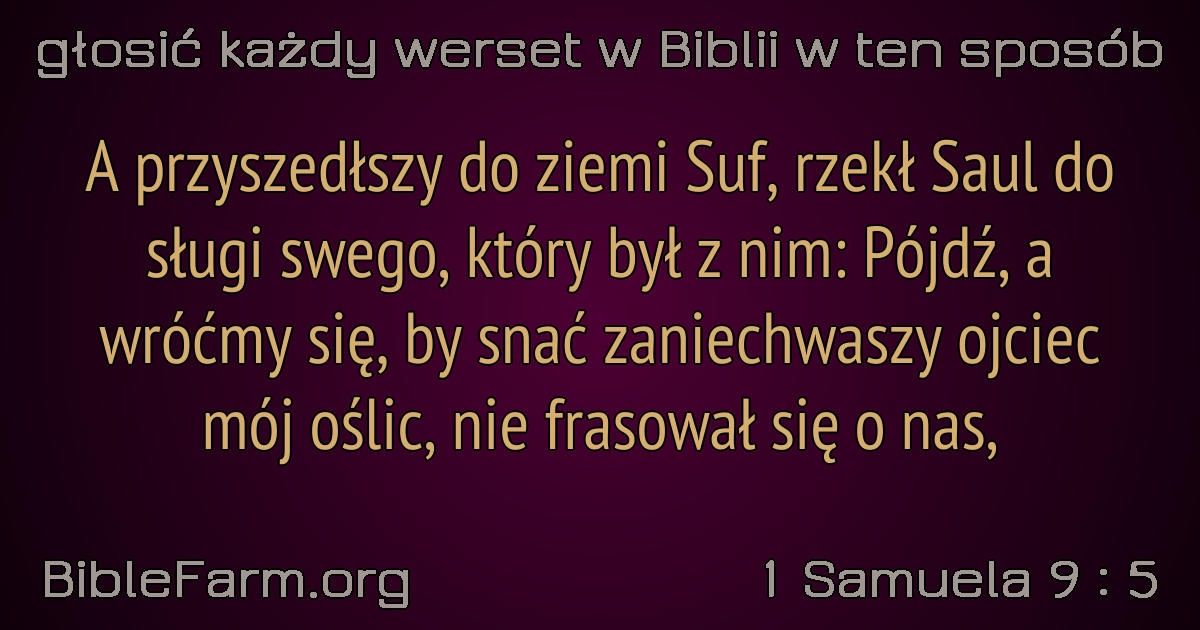 głosić każdy werset w Biblii w ten sposób
A przyszedłszy do ziemi Suf, rzekł Saul do
sługi swego, który był z nim: Pójdź, a
wróćmy się, by snać zaniechwaszy ojciec
mój oślic, nie frasował się o nas,
BibleFarm.org
1 Samuela 9 : 5